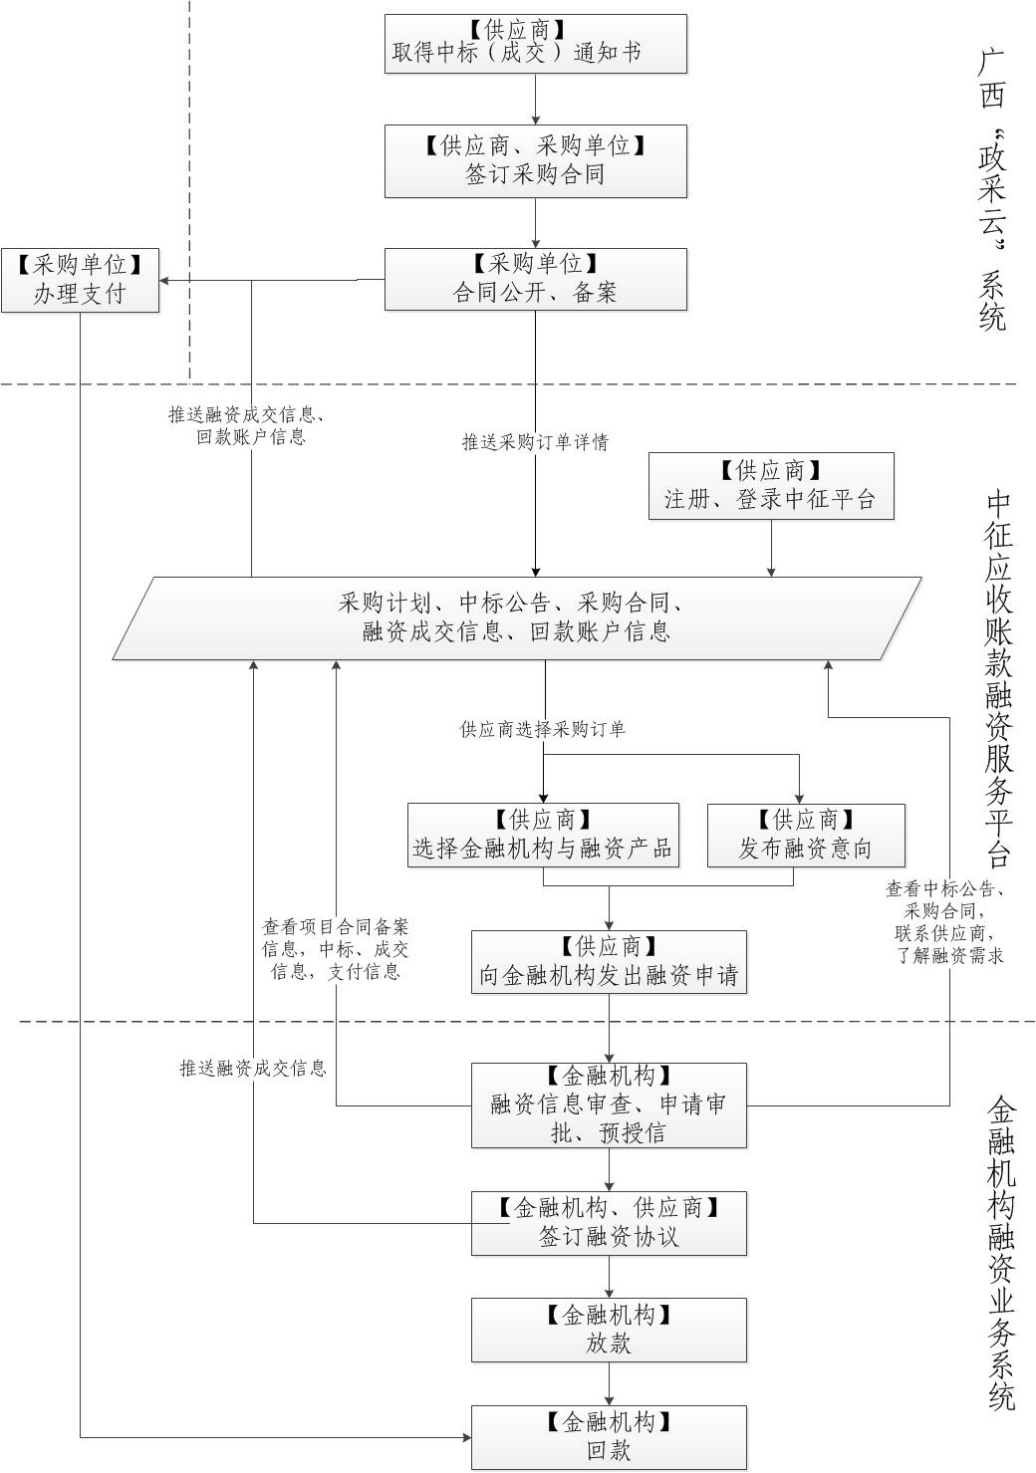 【供应商】
取得中标（成交）通知书
广西“政采云”系统
【供应商、采购单位】
签订采购合同
【采购单位】
办理支付
【采购单位】
合同公开、备案
推送融资成交信息、
回款账户信息
推送采购订单详情
【供应商】
注册、登录中征平台
中征应收账款融资服务平台
采购计划、中标公告、采购合同、
融资成交信息、回款账户信息
供应商选择采购订单
【供应商】
选择金融机构与融资产品
【供应商】
发布融资意向
查看中标公告、
采购合同，
联系供应商，
了解融资需求
查看项目合同备案
信息，中标、成交
信息，支付信息
【供应商】
向金融机构发出融资申请
推送融资成交信息
【金融机构】
融资信息审查、申请审
批、预授信
金融机构融资业务系统
【金融机构、供应商】
签订融资协议
【金融机构】
放款
【金融机构】
回款